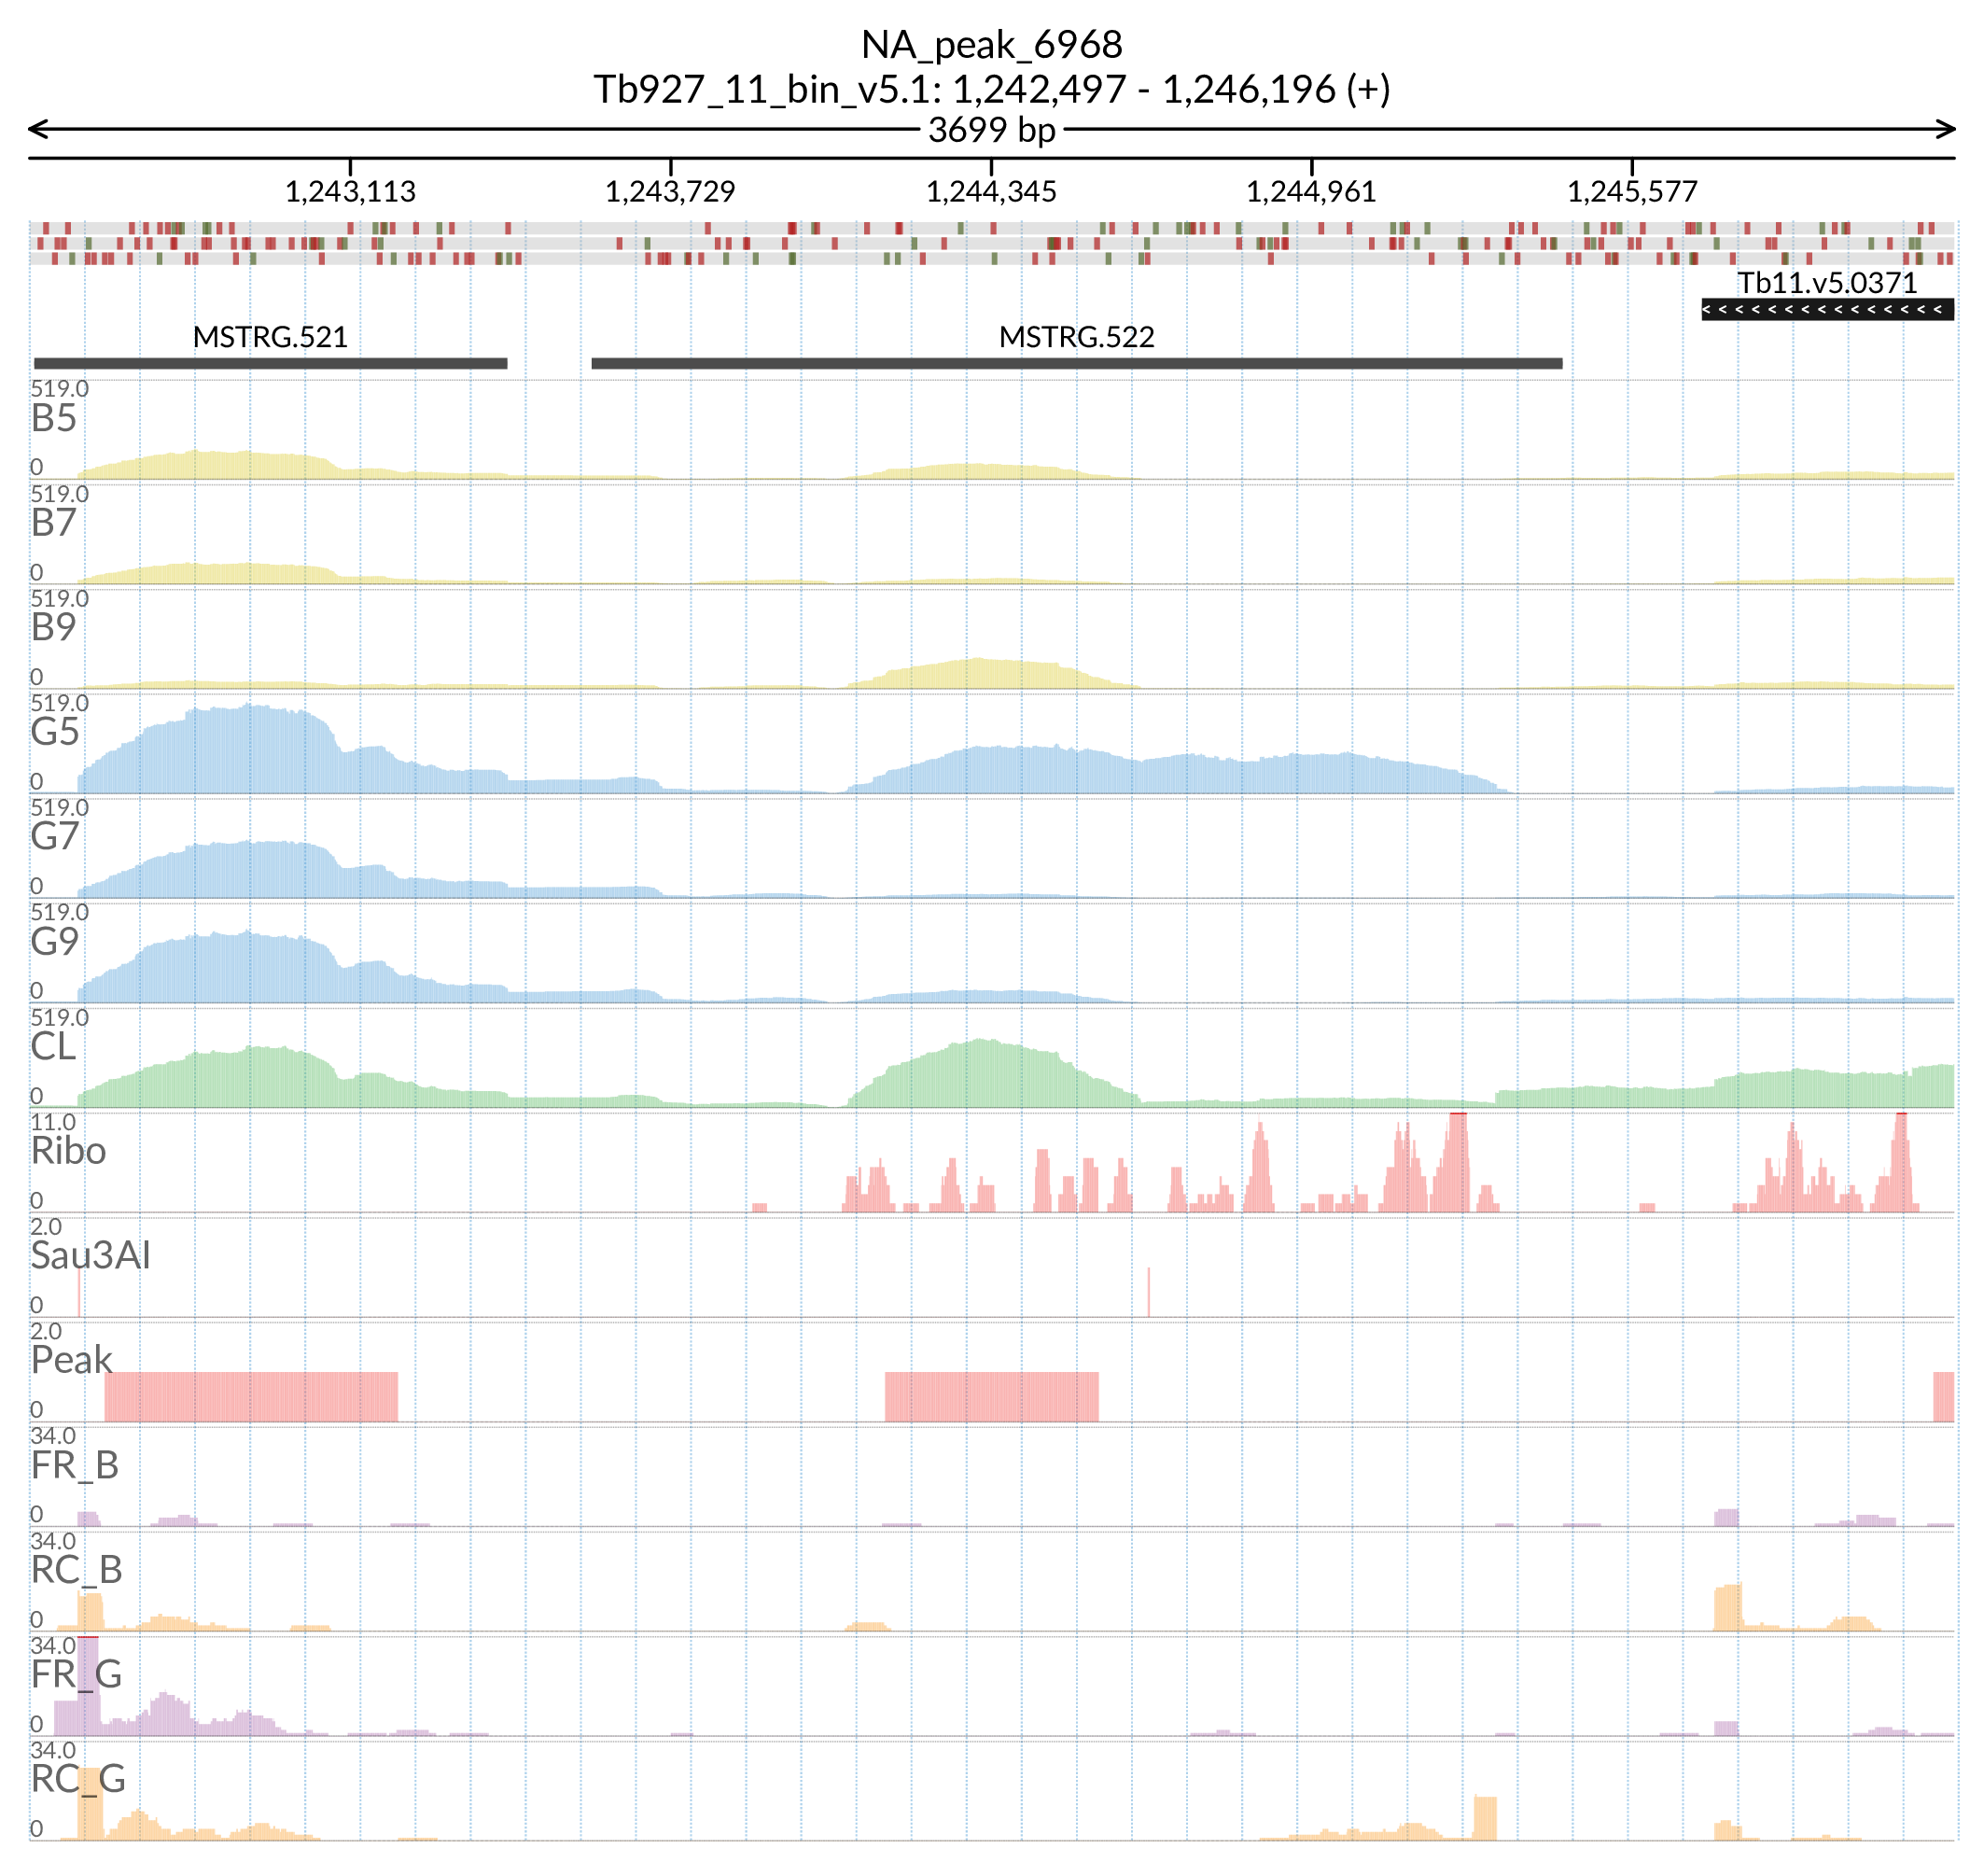 NA_peak_6968
Tb927_11_bin_v5.1: 1,242,497 - 1,246,196 (+)
3699 bp
1,243,113 1,243,729 1,244,345 1,244,961 1,245,577
Tb11.v5.0371
MSTRG.521 MSTRG.522
519.0
B5
0
519.0
B7
0
519.0
B9
0
519.0
G5
0
519.0
G7
0
519.0
G9
0
519.0
CL
0
11.0
Ribo
0
2.0
Sau3AI
0
2.0
Peak
0
34.0
FR_B
0
34.0
RC_B
0
34.0
FR_G
0
34.0
RC_G
0